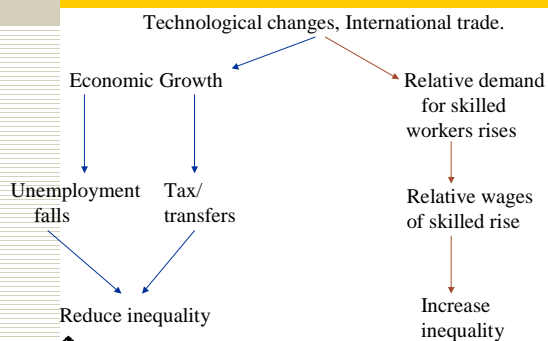 Technological changes, International trade.
Economic Growth
Relative demand
for skilled
workers rises
Unemployment
falls
Tax/
transfers
Relative wages
of skilled rise
Reduce inequality
Increase
inequality